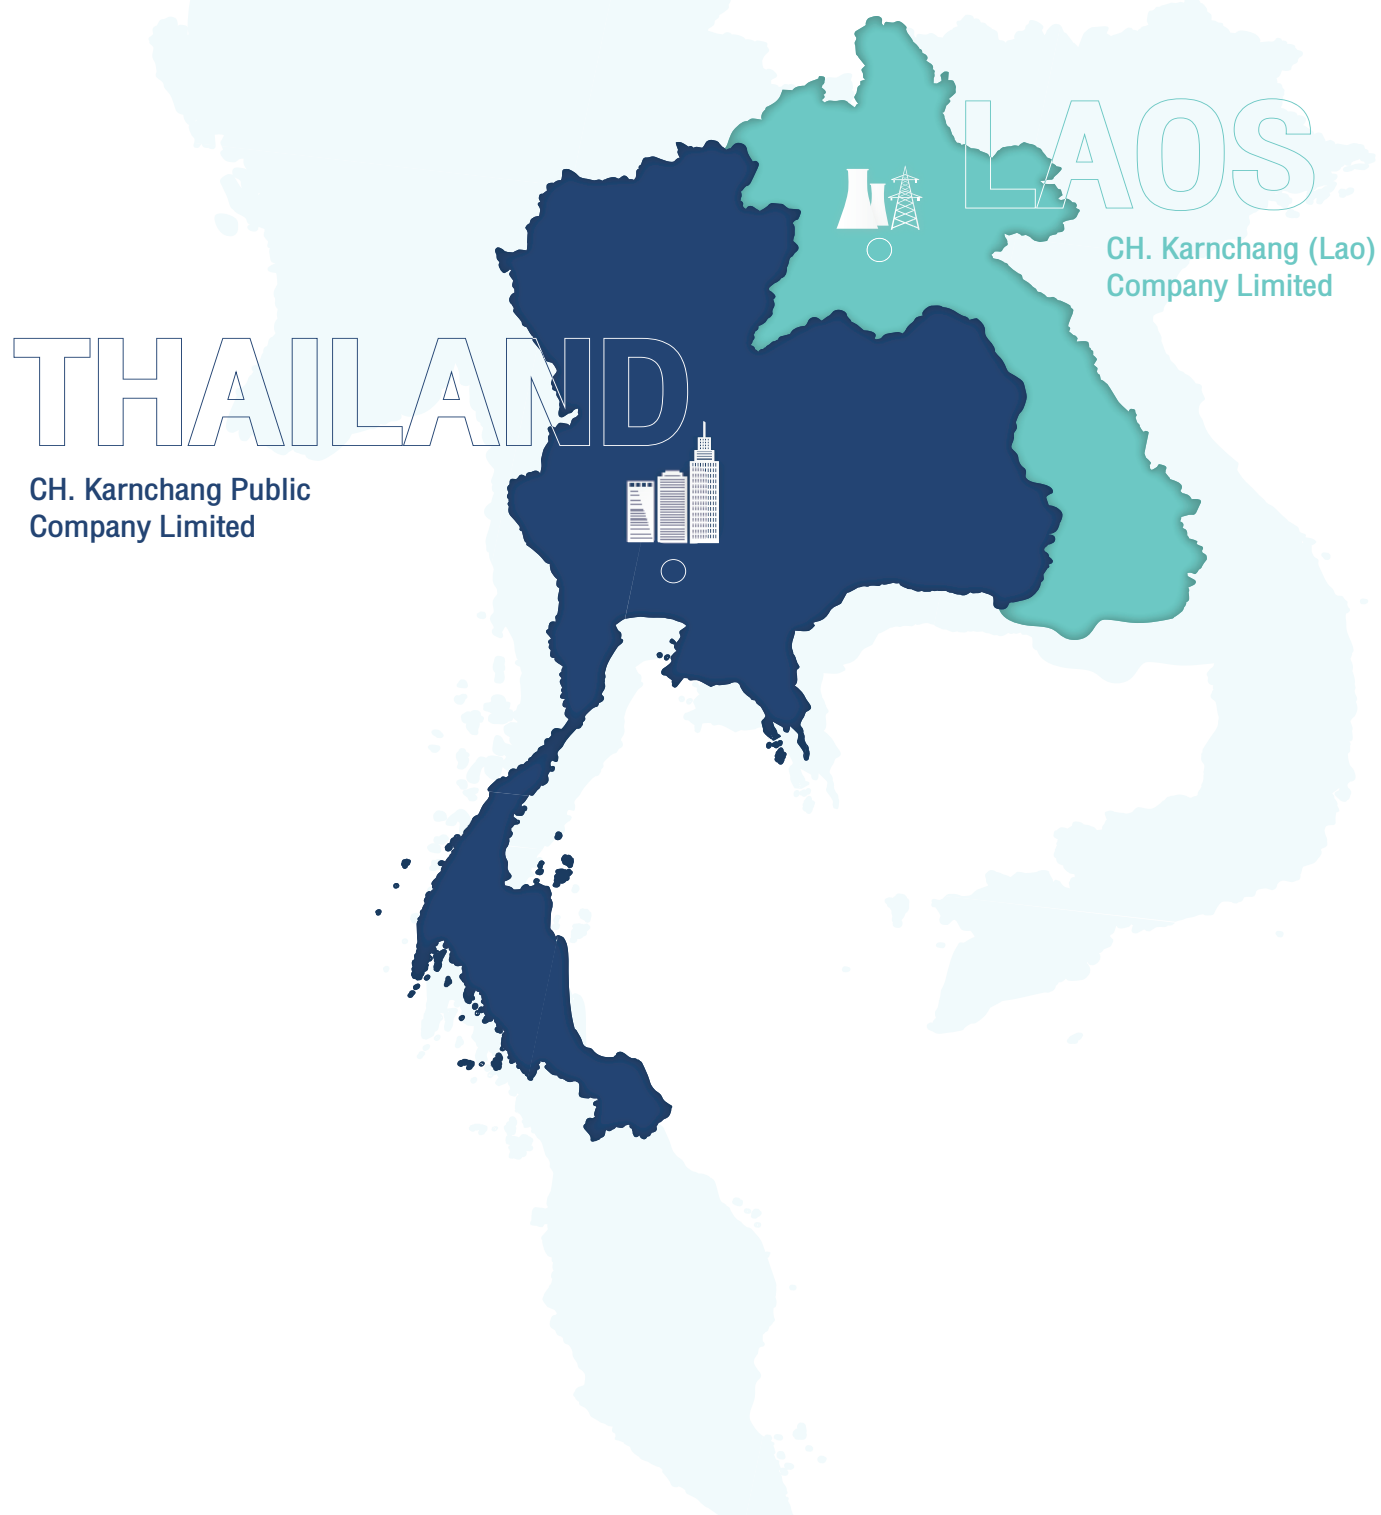 LAOS
CH. Karnchang (Lao)
Company Limited
THAILAND
CH. Karnchang Public
Company Limited